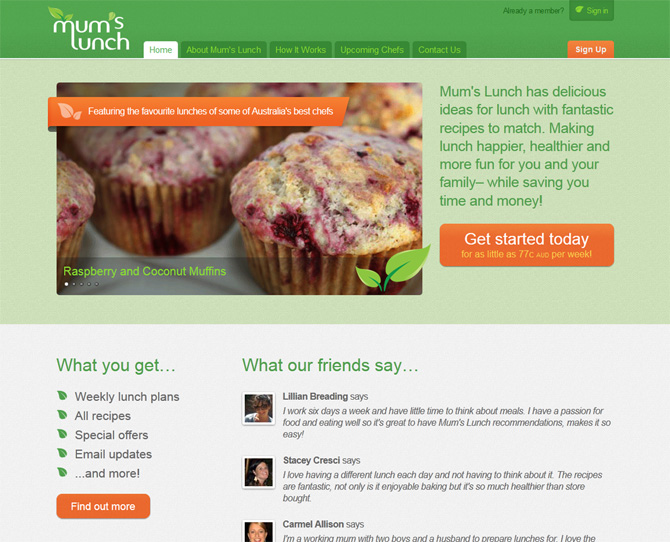 mum's
lunch
Already a member?
Sign in
Home
About Mum's Lunch
How It Works
Upcoming Chefs
Contact Us
Sign Up
Featuring the favourite lunches of some of Australia's best chefs
Raspberry and Coconut Muffins
Mum's Lunch has delicious
ideas for lunch with fantastic
recipes to match. Making
lunch happier, healthier and
more fun for you and your
family– while saving you
time and money!
Get started today
for as little as 77c AUD per week!
What you get…
Weekly lunch plans
All recipes
Special offers
Email updates
...and more!
Find out more
What our friends say…
Lillian Breading says
I work six days a week and have little time to think about meals. I have a passion for
food and eating well so it's great to have Mum's Lunch recommendations, makes it so
easy!
Stacey Cresci says
I love having a different lunch each day and not having to think about it. The recipes
are fantastic, not only is it enjoyable baking but it's so much healthier than store
bought.
Carmel Allison says
I'm a working mum with two boys and a husband to prepare lunches for. I love the